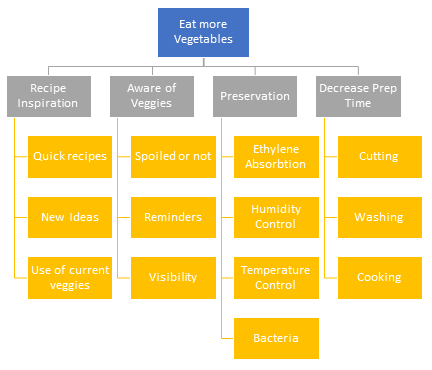 Eat more
Vegetables
Recipe
Inspiration
Aware of
Veggies
Preservation
Decrease Prep
Time
Quick recipes
Spoiled or not
Ethylene
Absorbtion
Cutting
New Ideas
Reminders
Humidity
Control
Washing
Use of current
veggies
Visibility
Temperature
Control
Cooking
Bacteria